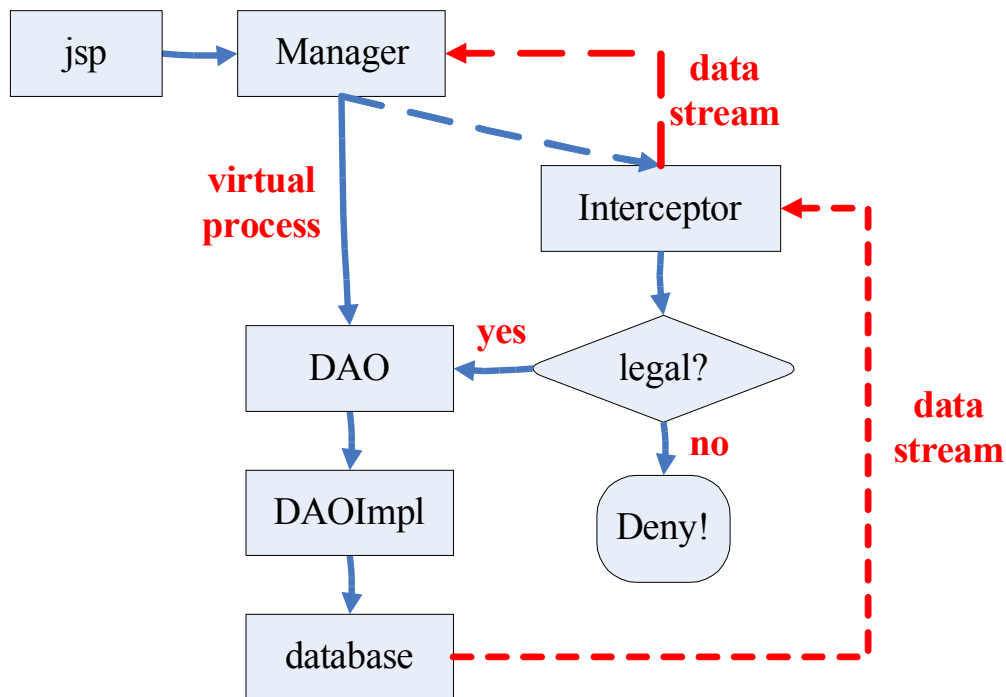 jsp
Manager
data
stream
virtual
process
Interceptor
yes
DAO
legal?
data
stream
no
DAOImpl
Deny!
database